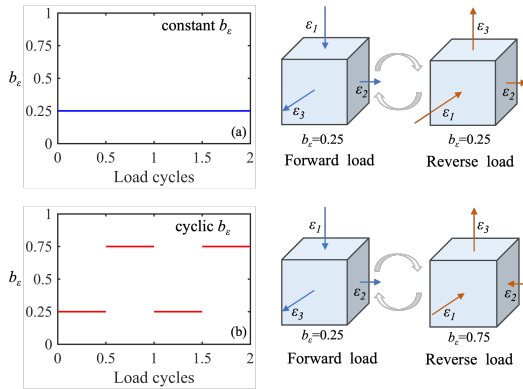 1
0.75
0.5
0.25
0
b_ε
constant b_ε
(a)
0 0.5 1 1.5 2
Load cycles
ε_1
ε_2
ε_3
b_ε=0.25
Forward load
ε_3
ε_2
ε_1
b_ε=0.25
Reverse load
1
0.75
0.5
0.25
0
b_ε
cyclic b_ε
(b)
0 0.5 1 1.5 2
Load cycles
ε_1
ε_2
ε_3
b_ε=0.25
Forward load
ε_3
ε_2
ε_1
b_ε=0.75
Reverse load